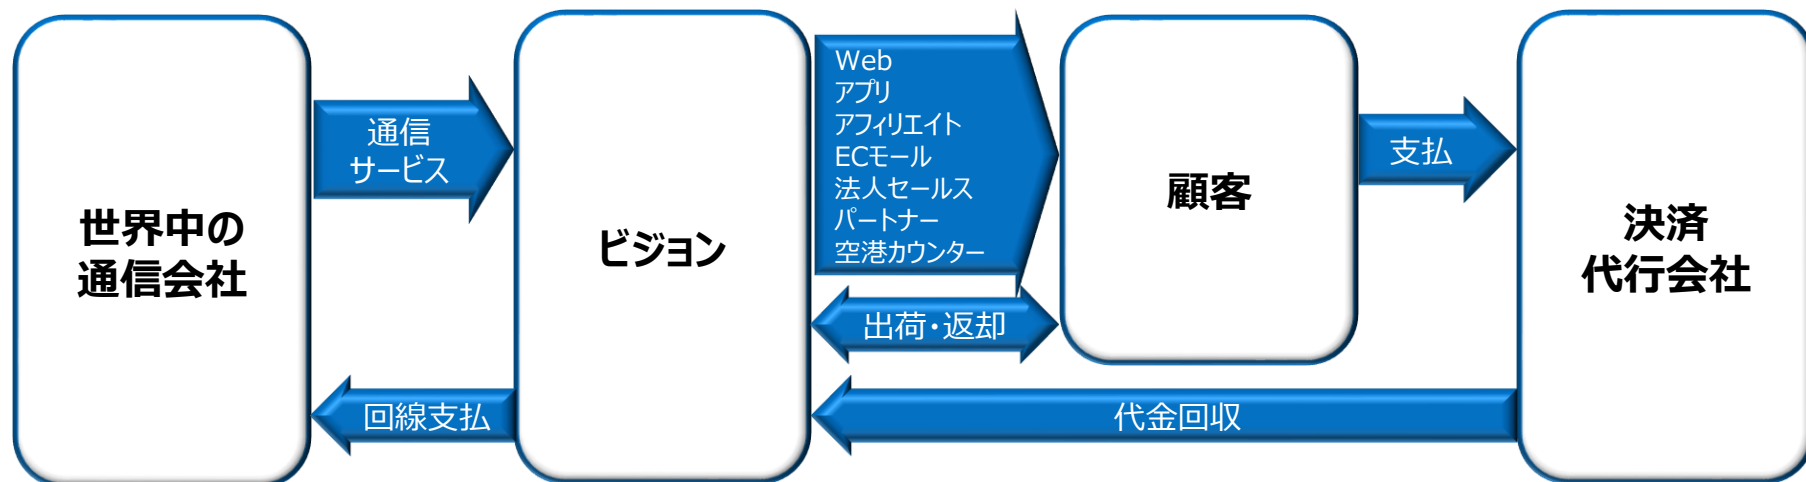 世界中の
通信会社
通信
サービス
回線支払
ビジョン
Web
アプリ
アフィリエイト
ECモール
法人セールス
パートナー
空港カウンター
出荷・返却
代金回収
顧客
支払
決済
代行会社